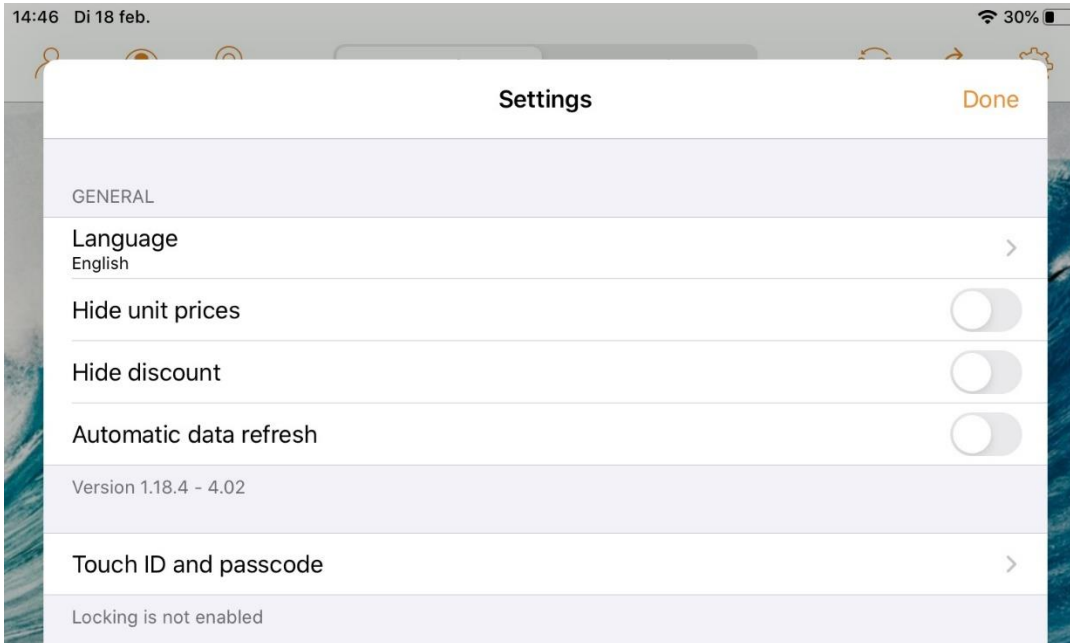 14:46 Di 18 feb.
30%
Settings
Done
GENERAL
Language
English
Hide unit prices
Hide discount
Automatic data refresh
Version 1.18.4 - 4.02
Touch ID and passcode
Locking is not enabled